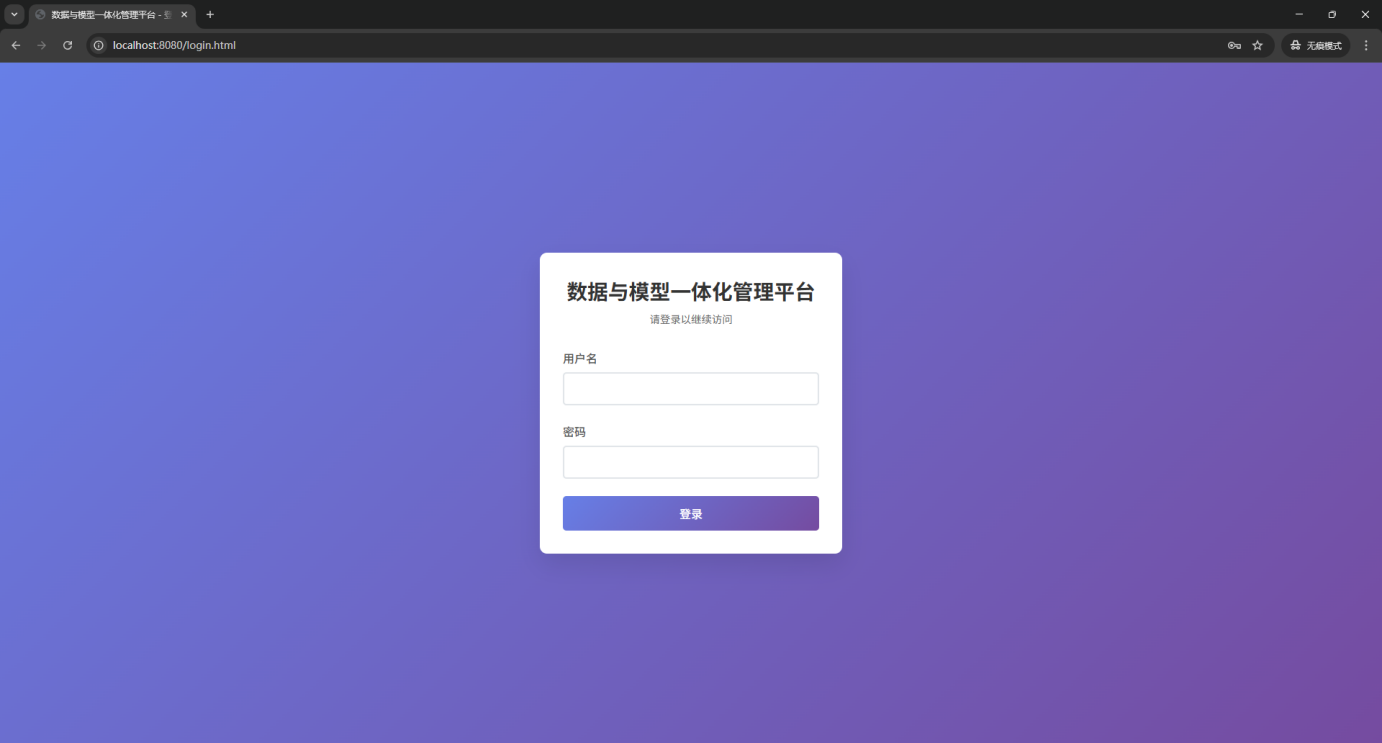 数据与模型一体化管理平台 -
localhost:8080/login.html
无痕模式
数据与模型一体化管理平台
请登录以继续访问
用户名
密码
登录